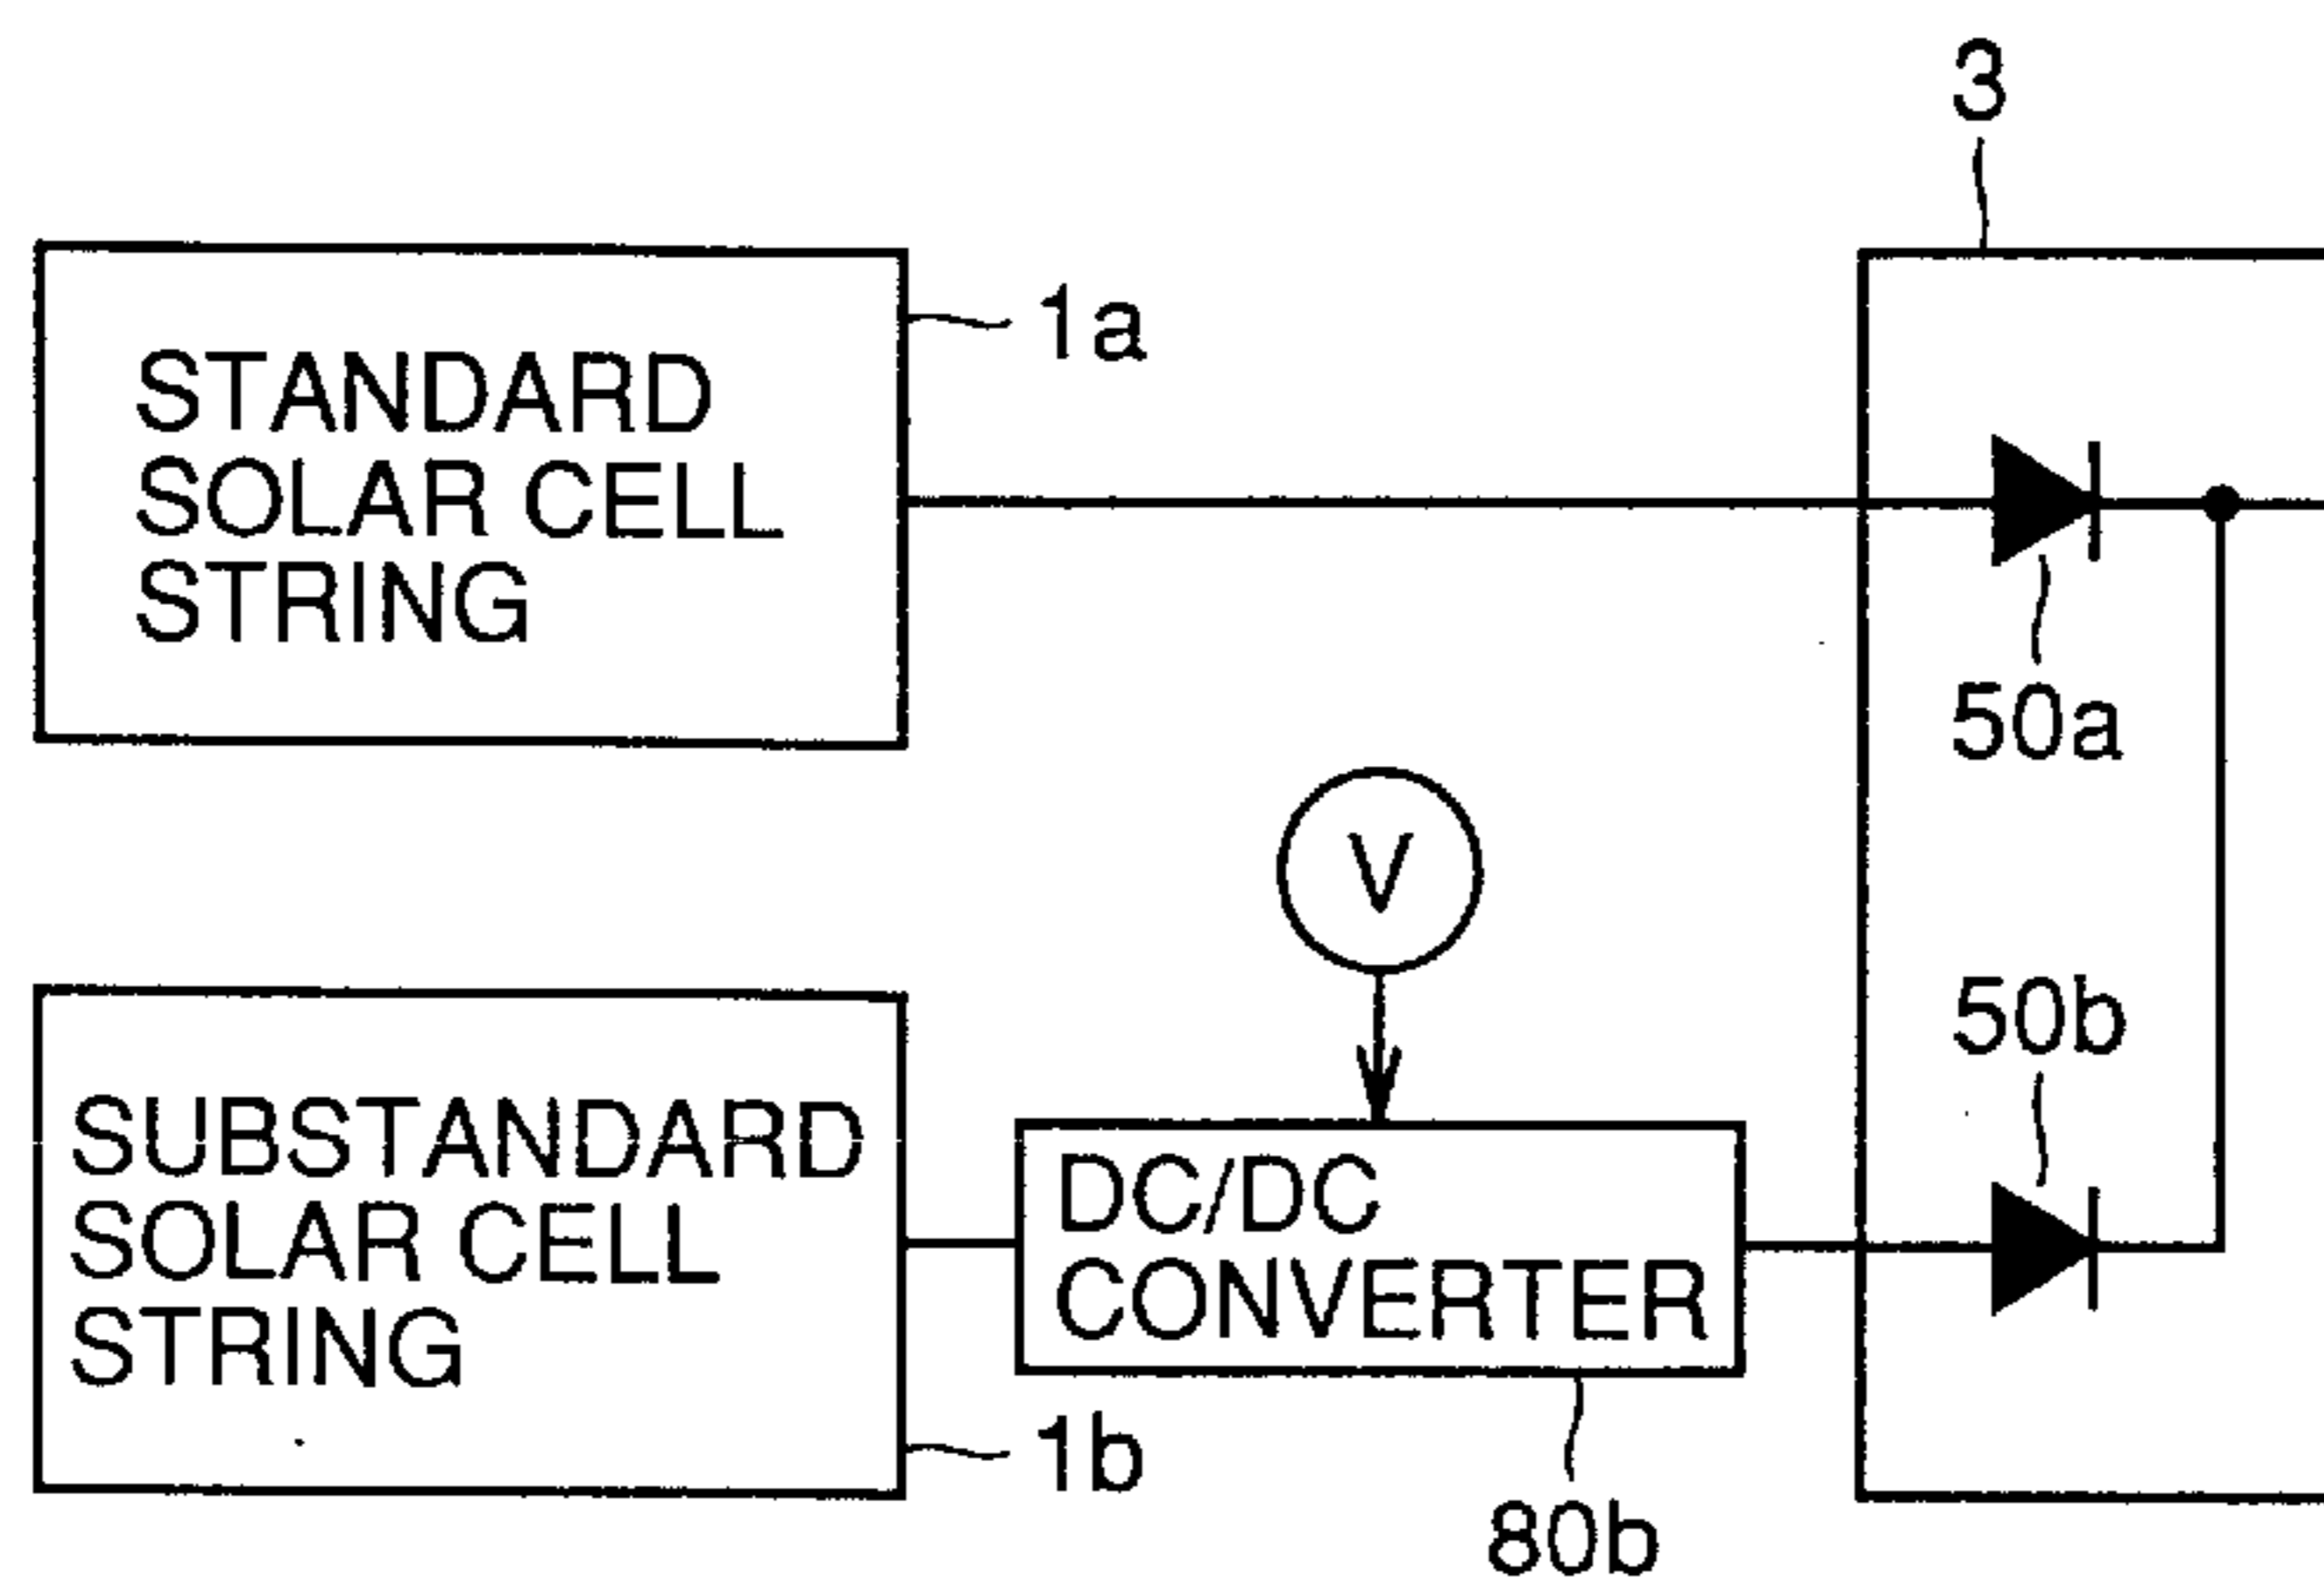 3
1a
STANDARD
SOLAR CELL
STRING
50a
V
50b
SUBSTANDARD
SOLAR CELL
STRING
DC/DC
CONVERTER
1b
80b